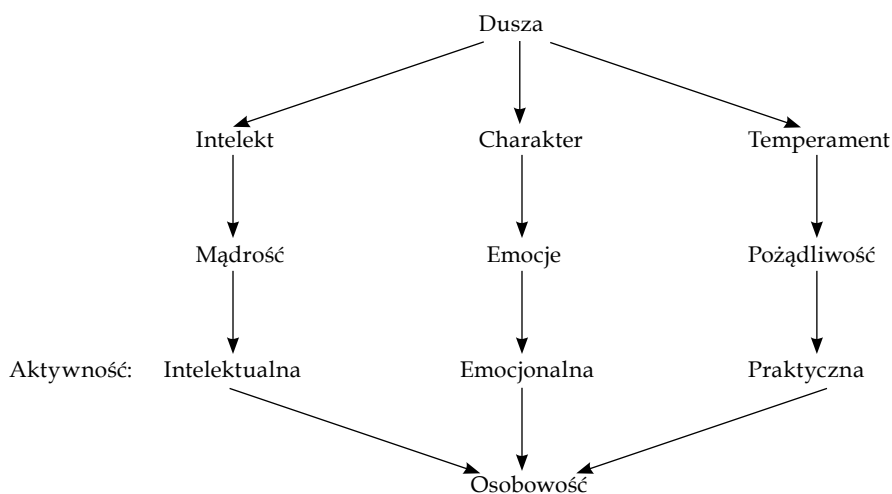 Dusza
Intelekt Charakter Temperament
Mądrość Emocje Pożądliwość
Aktywność: Intelektualna Emocjonalna Praktyczna
Osobowość